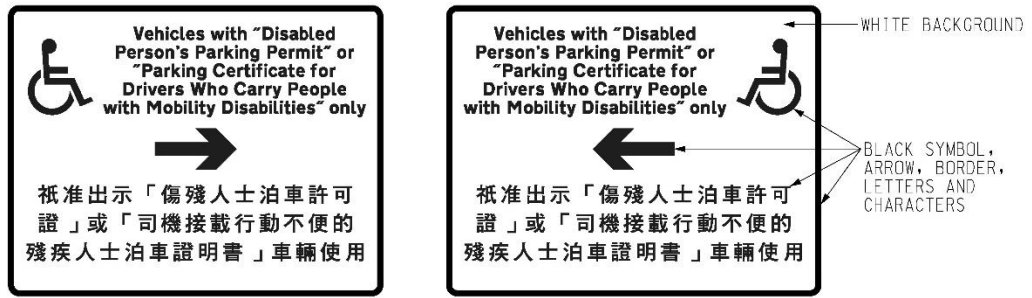 Vehicles with "Disabled
Person's Parking Permit" or
"Parking Certificate for
Drivers Who Carry People
with Mobility Disabilities" only
祇准出示「傷殘人士泊車許可
證」或「司機接載行動不便的
殘疾人士泊車證明書」車輛使用
Vehicles with "Disabled
Person's Parking Permit" or
"Parking Certificate for
Drivers Who Carry People
with Mobility Disabilities" only
祇准出示「傷殘人士泊車許可
證」或「司機接載行動不便的
殘疾人士泊車證明書」車輛使用
WHITE BACKGROUND
BLACK SYMBOL,
ARROW, BORDER,
LETTERS AND
CHARACTERS